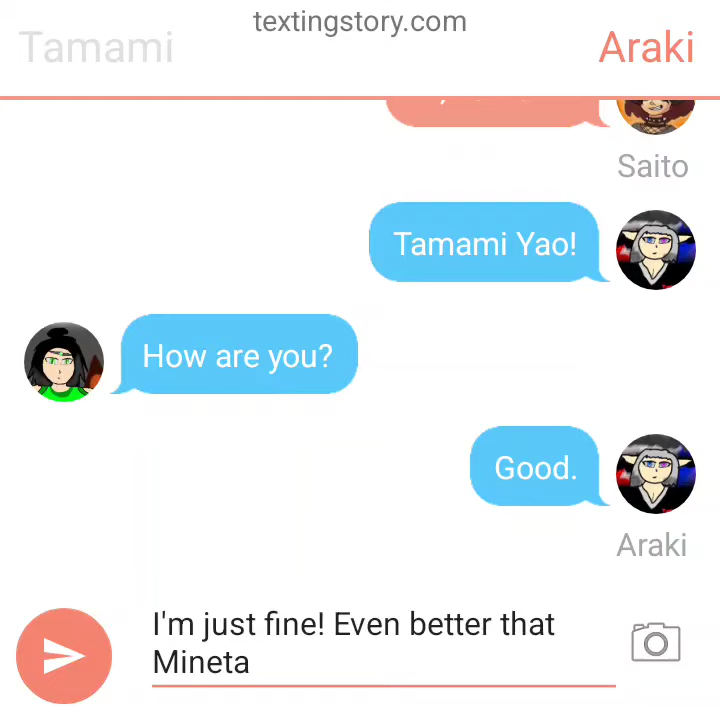 textingstory.com
Tamami
Araki
Saito
Tamami Yao!
How are you?
Good.
Araki
I'm just fine! Even better that
Mineta